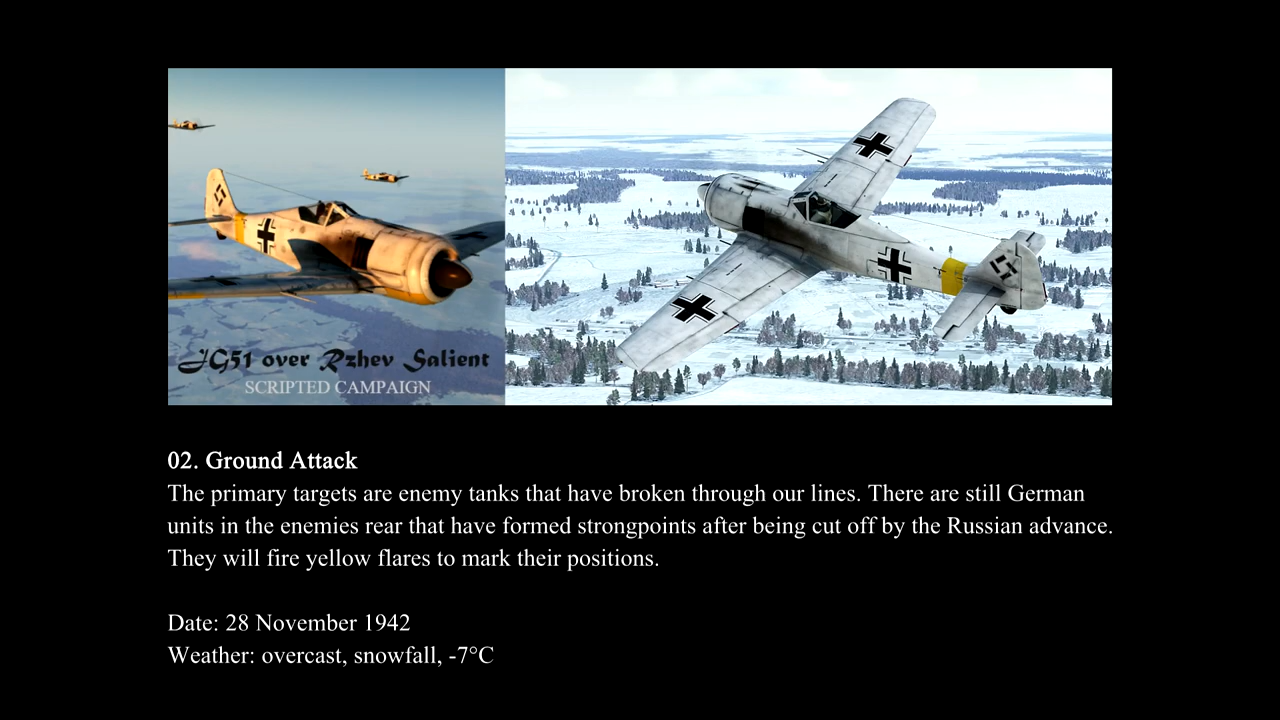 JG51 over Rzhev Salient
SCRIPTED CAMPAIGN
02. Ground Attack
The primary targets are enemy tanks that have broken through our lines. There are still German
units in the enemies rear that have formed strongpoints after being cut off by the Russian advance.
They will fire yellow flares to mark their positions.
Date: 28 November 1942
Weather: overcast, snowfall, -7°C